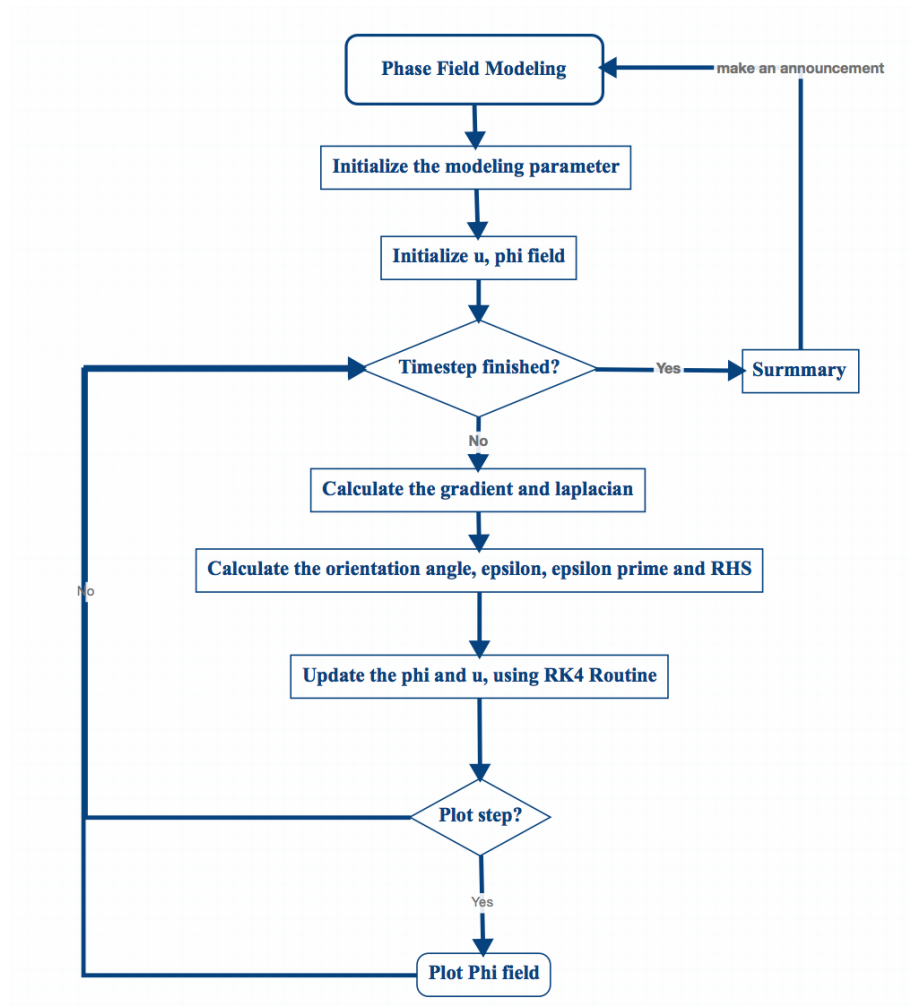 Phase Field Modeling
make an announcement
Initialize the modeling parameter
Initialize u, phi field
Timestep finished?
Yes
Surmmary
No
Calculate the gradient and laplacian
Calculate the orientation angle, epsilon, epsilon prime and RHS
No
Update the phi and u, using RK4 Routine
Plot step?
Yes
Plot Phi field